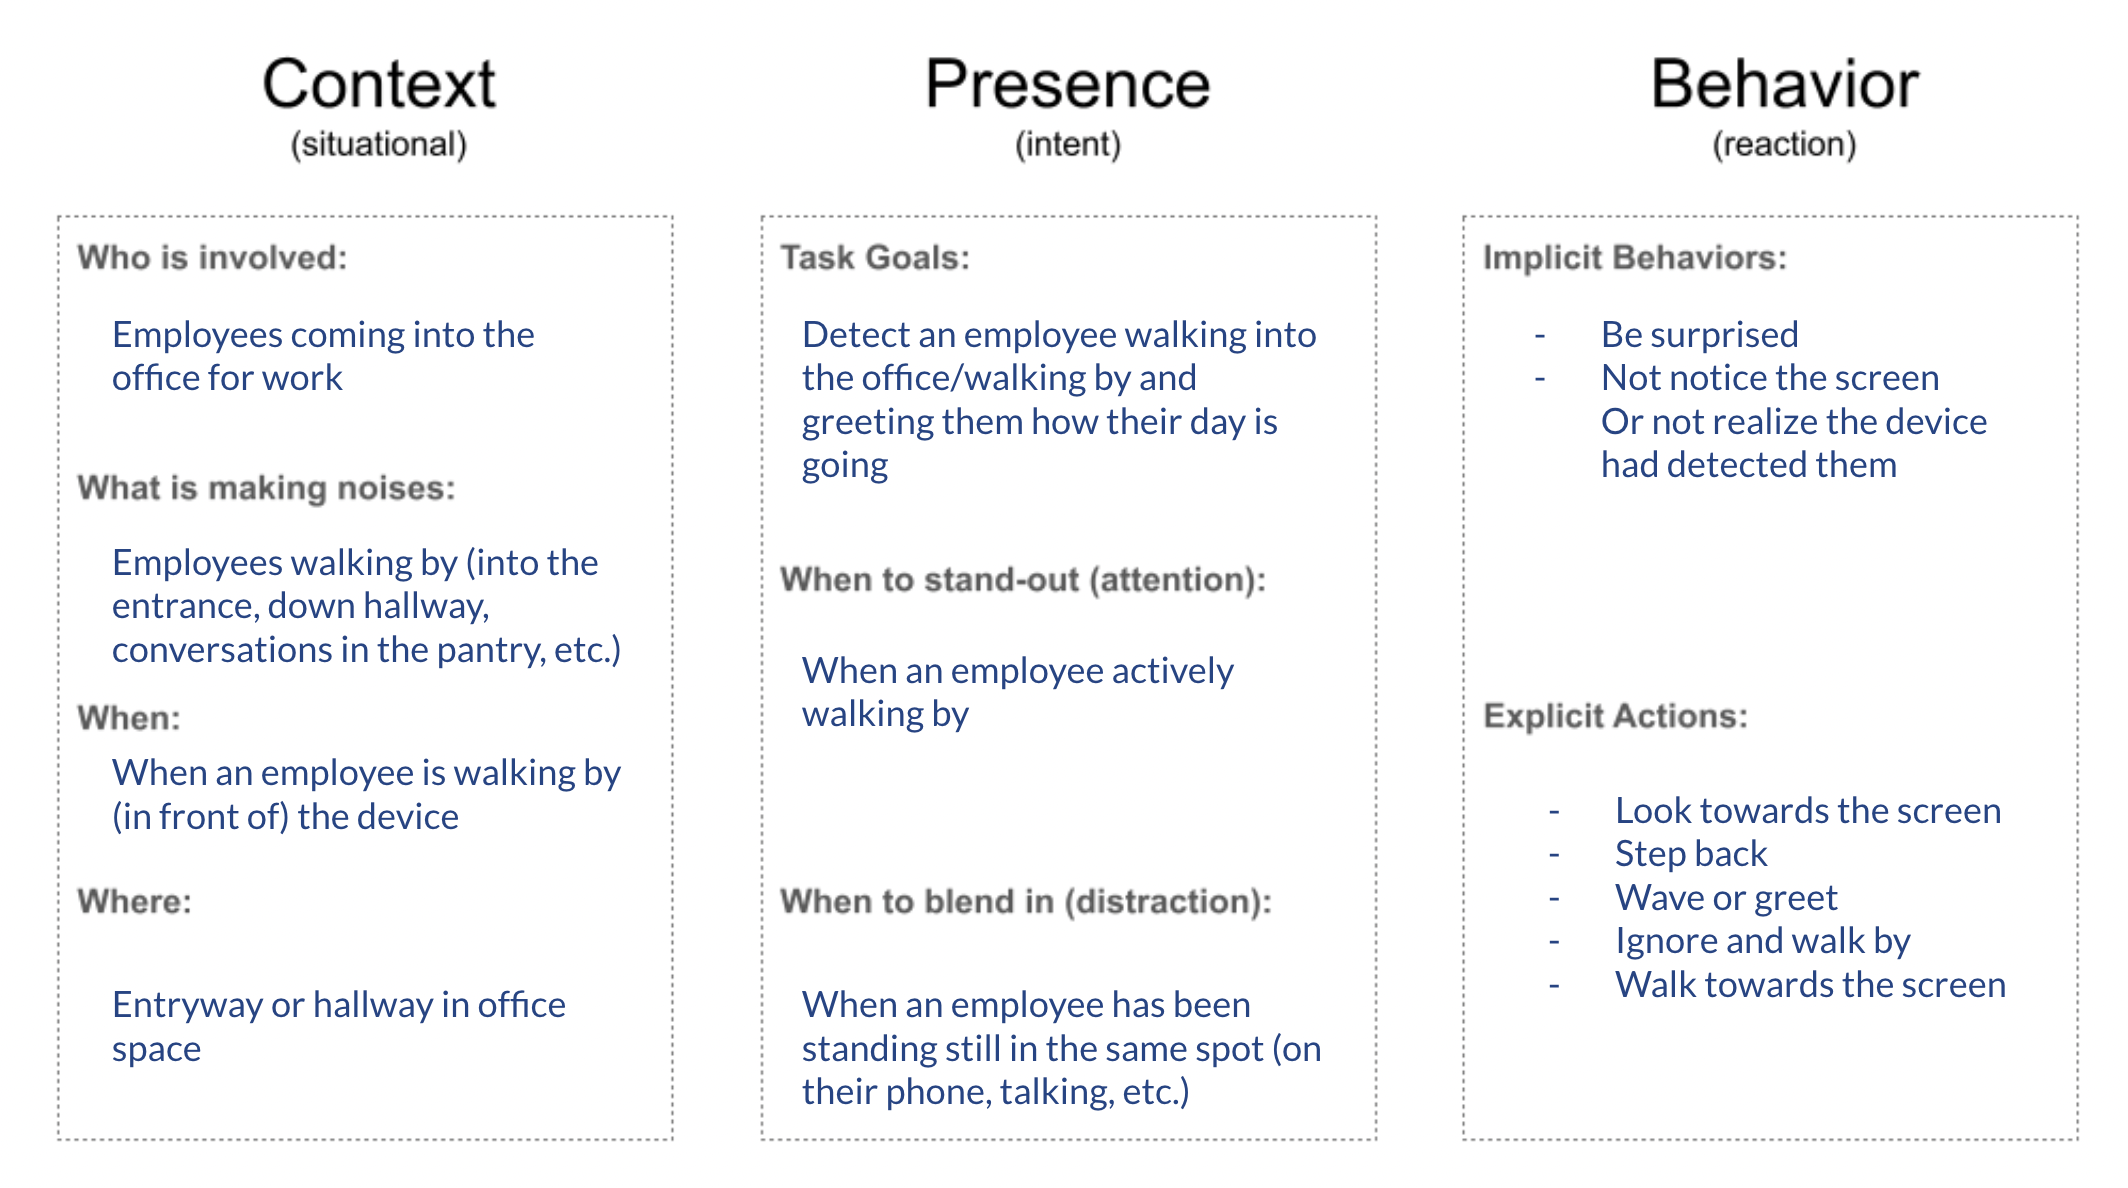 Context
(situational)
Who is involved:
Employees coming into the
office for work
What is making noises:
Employees walking by (into the
entrance, down hallway,
conversations in the pantry, etc.)
When:
When an employee is walking by
(in front of) the device
Where:
Entryway or hallway in office
space
Presence
(intent)
Task Goals:
Detect an employee walking into
the office/walking by and
greeting them how their day is
going
When to stand-out (attention):
When an employee actively
walking by
When to blend in (distraction):
When an employee has been
standing still in the same spot (on
their phone, talking, etc.)
Behavior
(reaction)
Implicit Behaviors:
- Be surprised
- Not notice the screen
Or not realize the device
had detected them
Explicit Actions:
- Look towards the screen
- Step back
- Wave or greet
- Ignore and walk by
- Walk towards the screen